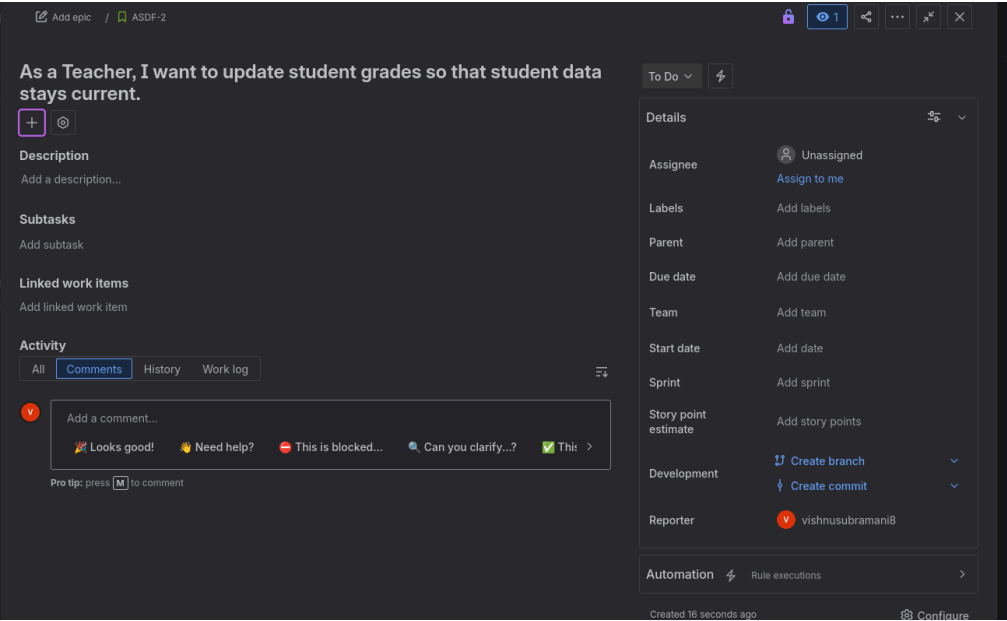 Add epic / ASDF-2
1
As a Teacher, I want to update student grades so that student data
stays current.
Description
Add a description...
Subtasks
Add subtask
Linked work items
Add linked work item
Activity
All Comments History Work log
V
Add a comment...
🎉 Looks good! 👋 Need help? ⛔ This is blocked... 🔍 Can you clarify...? ✅ This
Pro tip: press M to comment
To Do
Details
Assignee Unassigned
Assign to me
Labels Add labels
Parent Add parent
Due date Add due date
Team Add team
Start date Add date
Sprint Add sprint
Story point
estimate Add story points
Development Create branch
Create commit
Reporter V vishnusubramani8
Automation Rule executions
Created 16 seconds ago Configure